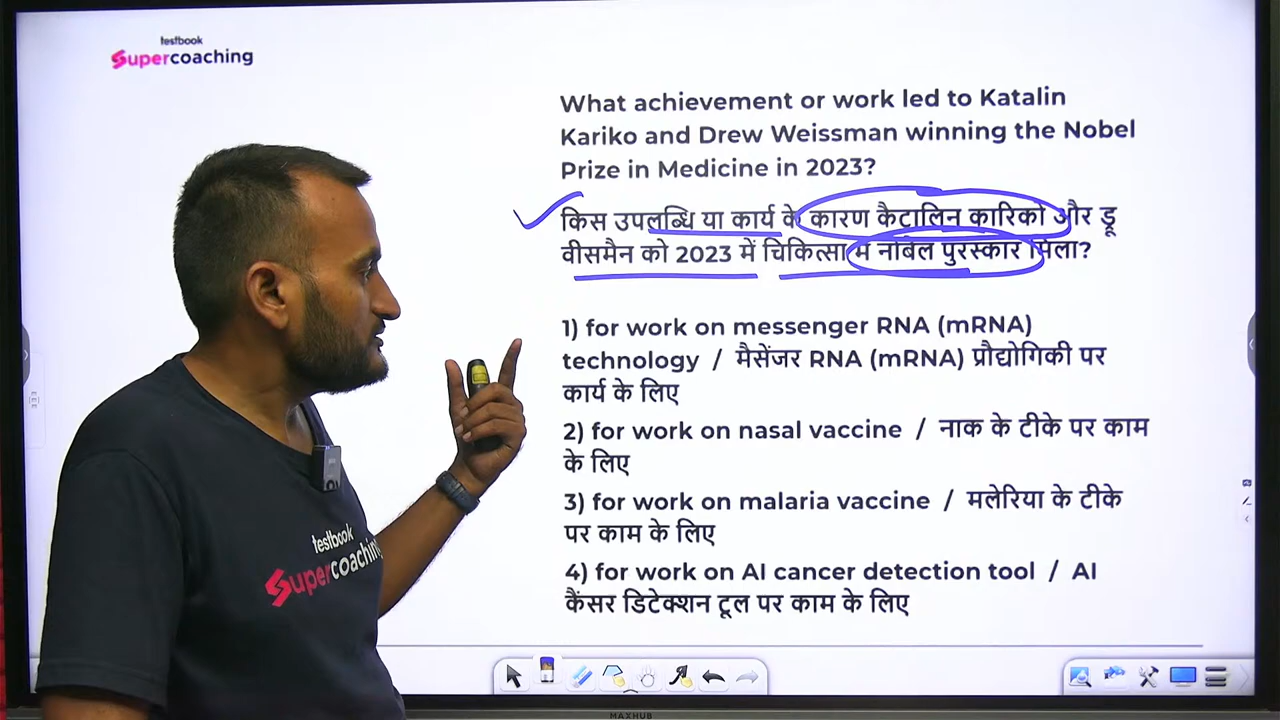 testbook
Supercoaching
What achievement or work led to Katalin
Kariko and Drew Weissman winning the Nobel
Prize in Medicine in 2023?
किस उपलब्धि या कार्य के कारण कैटालिन कारिको और ड्रू
वीसमैन को 2023 में चिकित्सा में नोबेल पुरस्कार मिला?
1) for work on messenger RNA (mRNA)
technology / मैसेंजर RNA (mRNA) प्रौद्योगिकी पर
कार्य के लिए
2) for work on nasal vaccine / नाक के टीके पर काम
के लिए
3) for work on malaria vaccine / मलेरिया के टीके
पर काम के लिए
4) for work on AI cancer detection tool / AI
कैंसर डिटेक्शन टूल पर काम के लिए
testbook
Supercoaching
MAXHUB